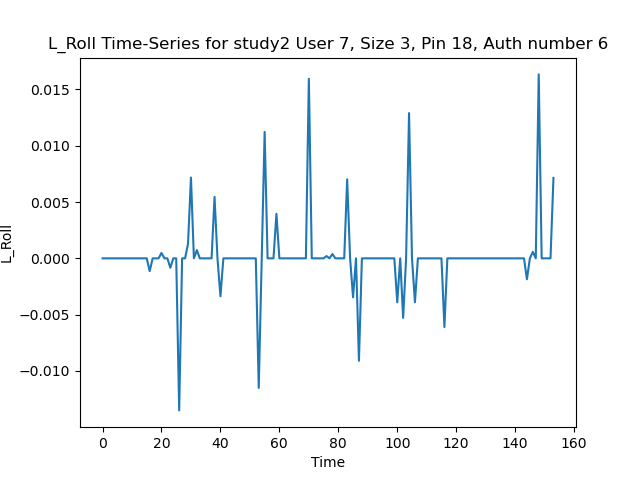 L_Roll Time-Series for study2 User 7, Size 3, Pin 18, Auth number 6
0.015
0.010
0.005
0.000
−0.005
−0.010
L_Roll
0 20 40 60 80 100 120 140 160
Time